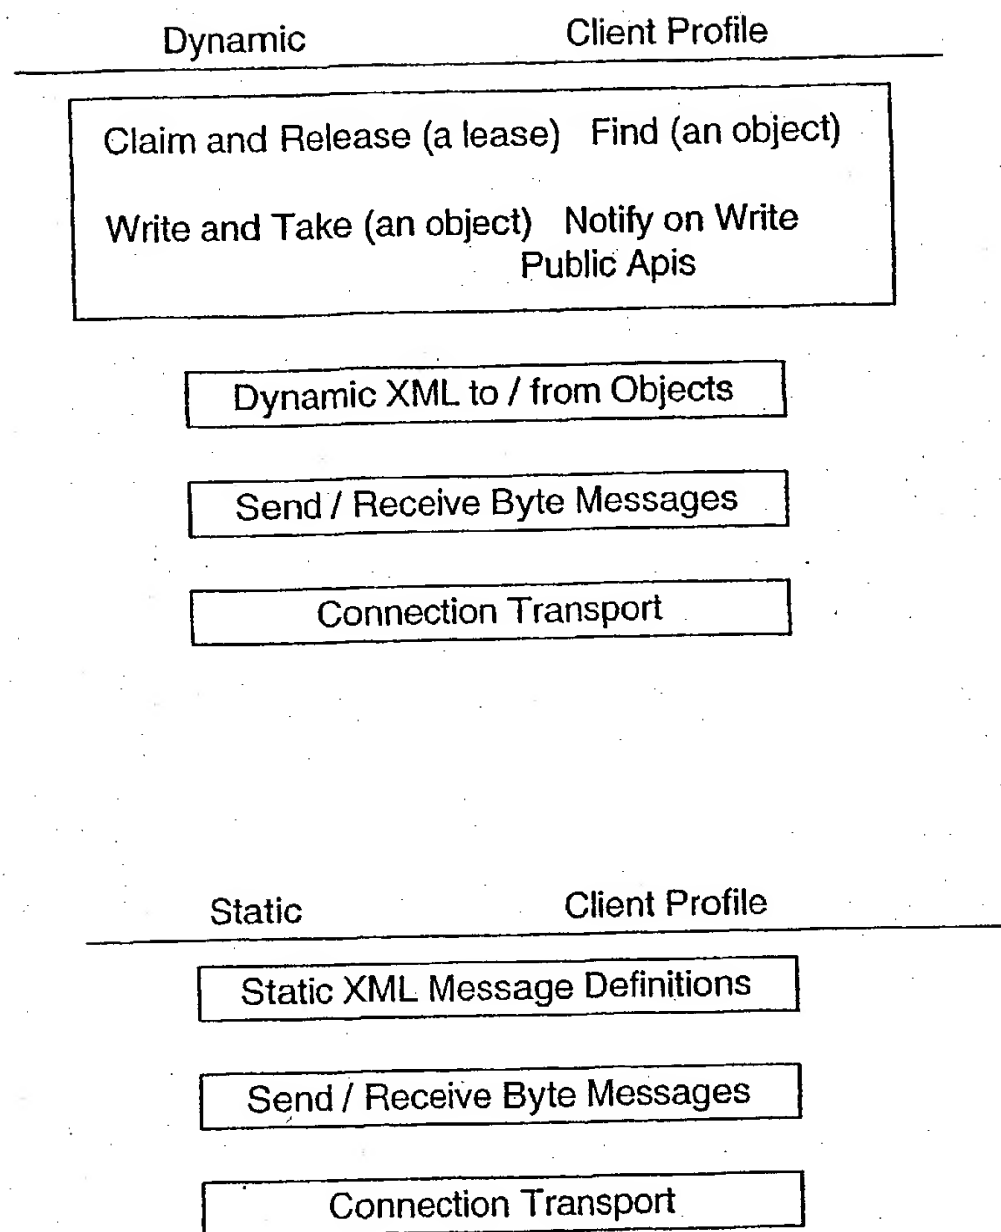 Dynamic Client Profile
Claim and Release (a lease) Find (an object)
Write and Take (an object) Notify on Write
Public Apis
Dynamic XML to / from Objects
Send / Receive Byte Messages
Connection Transport
Static Client Profile
Static XML Message Definitions
Send / Receive Byte Messages
Connection Transport